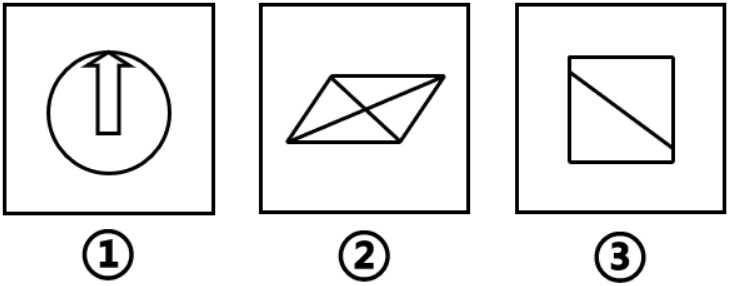 ① ② ③